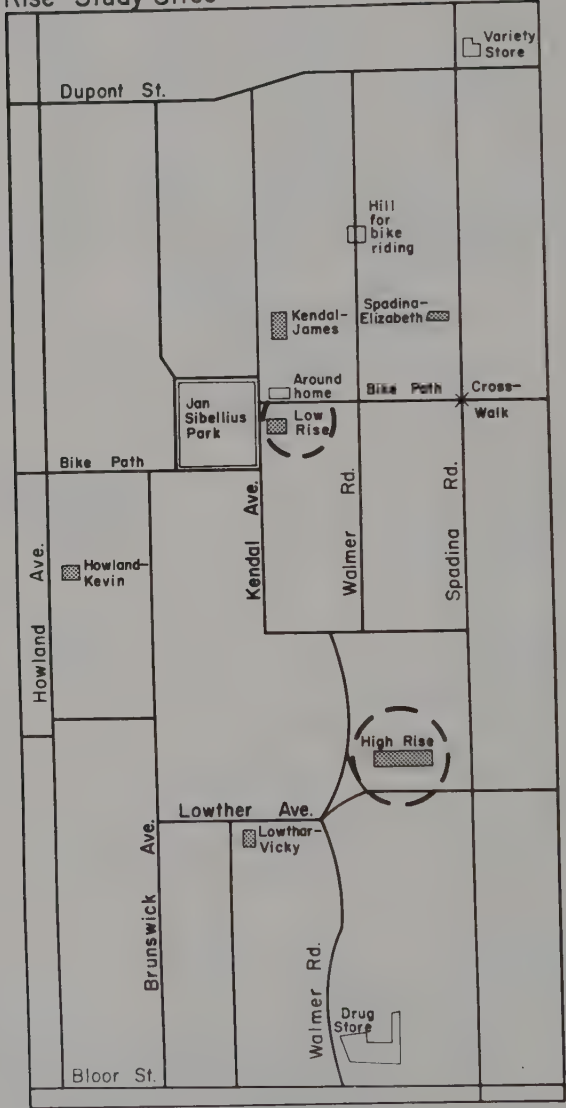 Rise Study Sites
Variety
Store
Dupont St.
Hill
for
bike
riding
Kendal-
James
Spadina-
Elizabeth
Around
home
Bike Path
Cross-
Walk
Jan
Sibellius
Park
Low
Rise
Bike Path
Howland Ave.
Howland-
Kevin
Kendal Ave.
Walmer Rd.
Spadina Rd.
High Rise
Lowther Ave.
Lowthar-
Vicky
Brunswick Ave.
Walmer Rd.
Drug
Store
Bloor St.